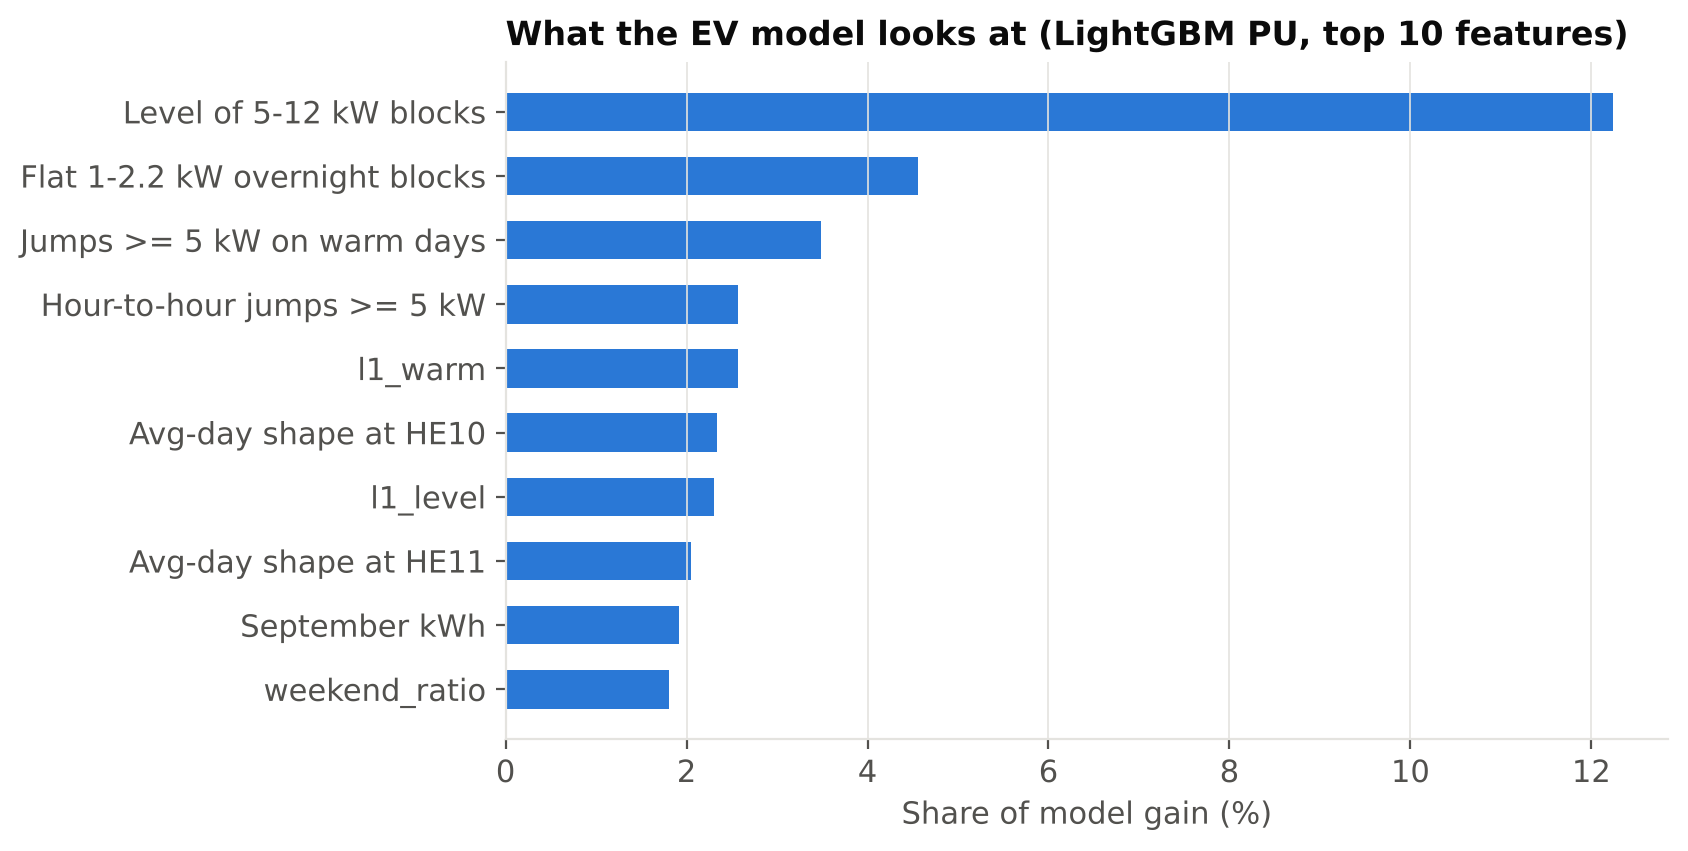 What the EV model looks at (LightGBM PU, top 10 features)
Level of 5-12 kW blocks
Flat 1-2.2 kW overnight blocks
Jumps >= 5 kW on warm days
Hour-to-hour jumps >= 5 kW
l1_warm
Avg-day shape at HE10
l1_level
Avg-day shape at HE11
September kWh
weekend_ratio
0 2 4 6 8 10 12
Share of model gain (%)